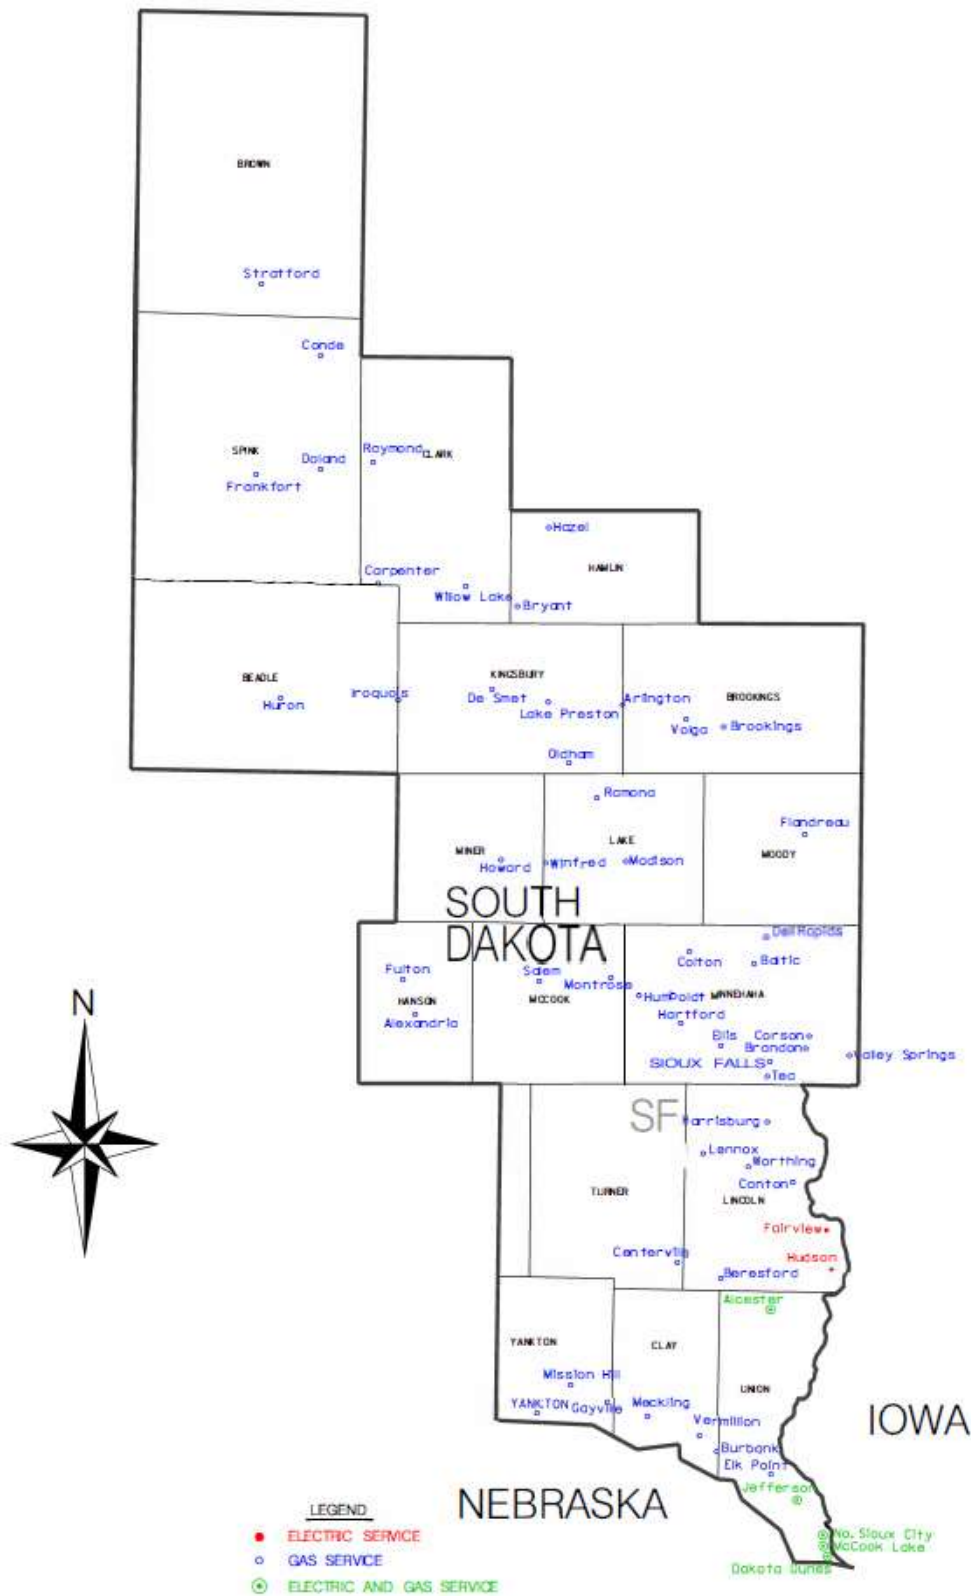 BROWN
Stratford
Conde
SPINK
Doland
Raymond
CLARK
Frankfort
Hazel
HAMLIN
Carpenter
Willow Lake
Bryant
BEADLE
Huron
Iroquois
KINGSBURY
De Smet
Lake Preston
Arlington
BROOKINGS
Volga
Brookings
Oldham
Ramona
Flandreau
MINER
Howard
Winfred
LAKE
Madison
MOODY
SOUTH
DAKOTA
Dell Rapids
Colton
Baltic
Fulton
Salem
Montrose
HANSON
MCCOOK
Humboldt
MINNEHAHA
Alexandria
Hartford
Ellis
Corson
Brandon
Valley Springs
SIOUX FALLS
Tea
N
SF
Harrisburg
Lennox
Worthing
Canton
TURNER
LINCOLN
Fairview
Centerville
Hudson
Beresford
Alcester
YANKTON
CLAY
Mission Hill
UNION
YANKTON
Gayville
Meckling
Vermillion
IOWA
Burbank
Elk Point
Jefferson
NEBRASKA
No. Sioux City
McCook Lake
Dakota Dunes
LEGEND
ELECTRIC SERVICE
GAS SERVICE
ELECTRIC AND GAS SERVICE